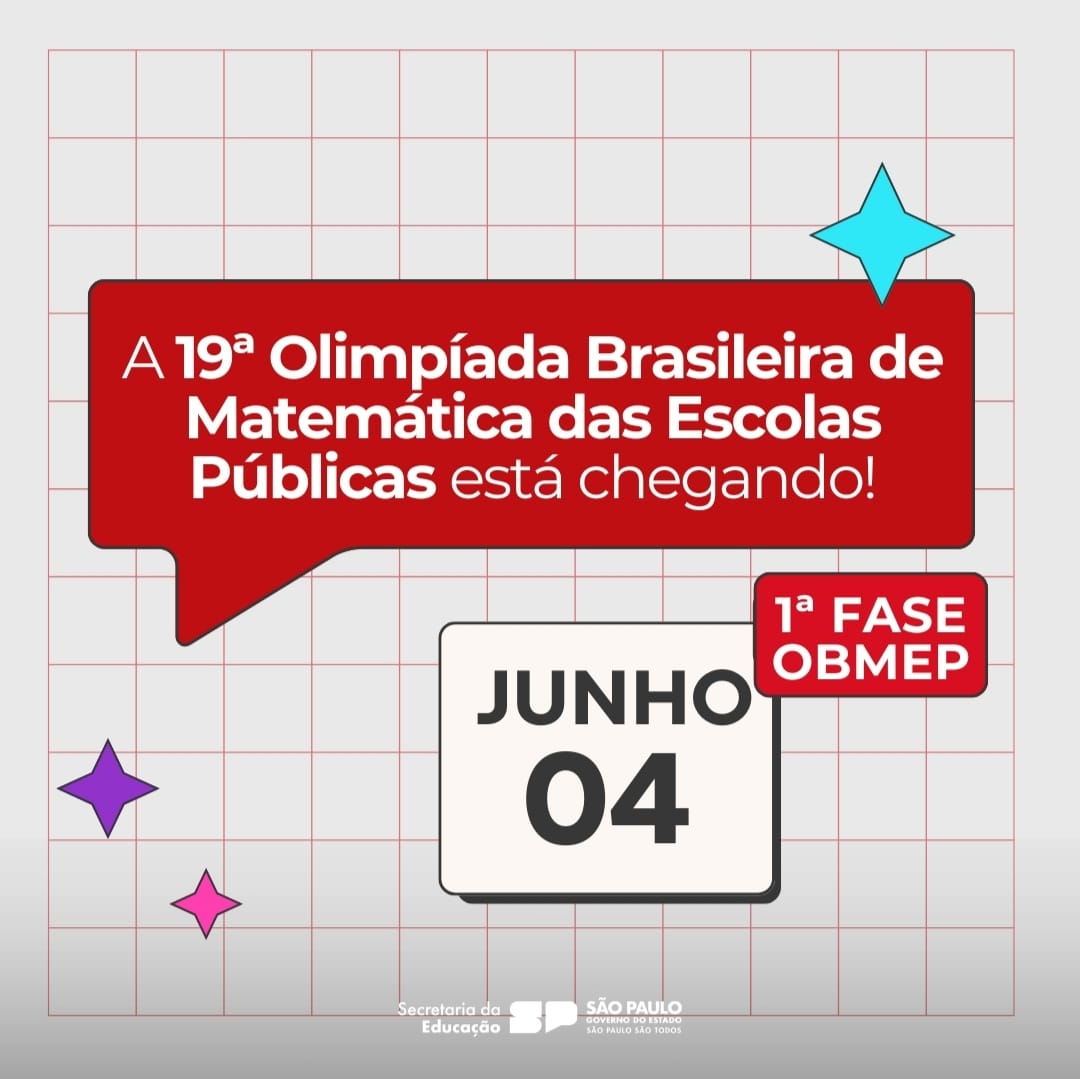 A 19ª Olimpíada Brasileira de
Matemática das Escolas
Públicas está chegando!
1ª FASE
OBMEP
JUNHO
04
Secretaria da
Educação
SP
SÃO PAULO
GOVERNO DO ESTADO
SÃO PAULO SÃO TODOS